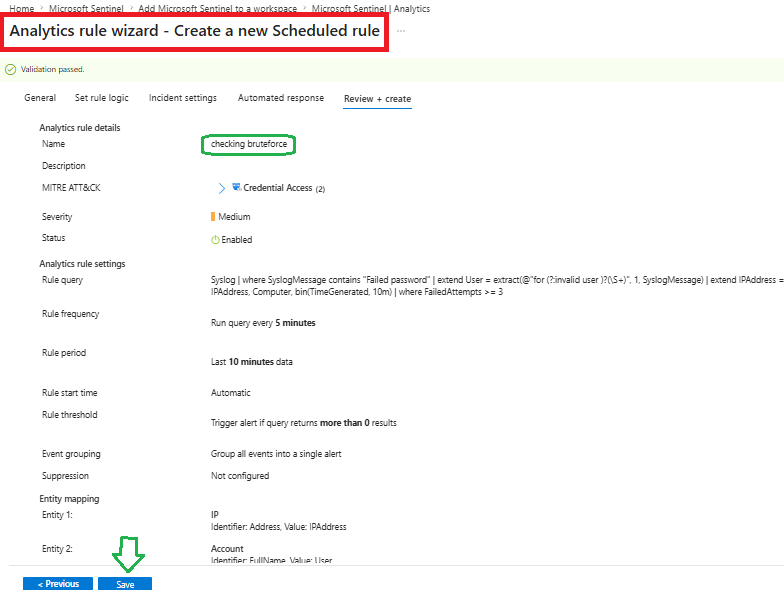 Home > Microsoft Sentinel > Add Microsoft Sentinel to a workspace > Microsoft Sentinel | Analytics
Analytics rule wizard - Create a new Scheduled rule ...
Validation passed.
General Set rule logic Incident settings Automated response Review + create
Analytics rule details
Name checking bruteforce
Description
MITRE ATT&CK > Credential Access (2)
Severity Medium
Status Enabled
Analytics rule settings
Rule query Syslog | where SyslogMessage contains "Failed password" | extend User = extract(@"for (?:invalid user )?(\S+)", 1, SyslogMessage) | extend IPAddress =
IPAddress, Computer, bin(TimeGenerated, 10m) | where FailedAttempts >= 3
Rule frequency
Run query every 5 minutes
Rule period
Last 10 minutes data
Rule start time Automatic
Rule threshold
Trigger alert if query returns more than 0 results
Event grouping Group all events into a single alert
Suppression Not configured
Entity mapping
Entity 1: IP
Identifier: Address, Value: IPAddress
Entity 2: Account
Identifier: FullName, Value: User
< Previous Save